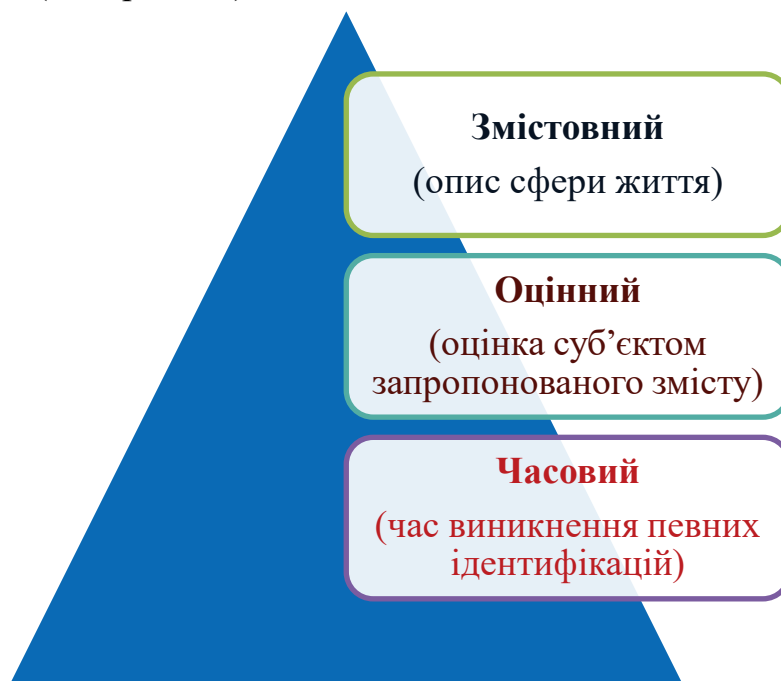 Змістовний
(опис сфери життя)
Оцінний
(оцінка суб’єктом
запропонованого змісту)
Часовий
(час виникнення певних
ідентифікацій)